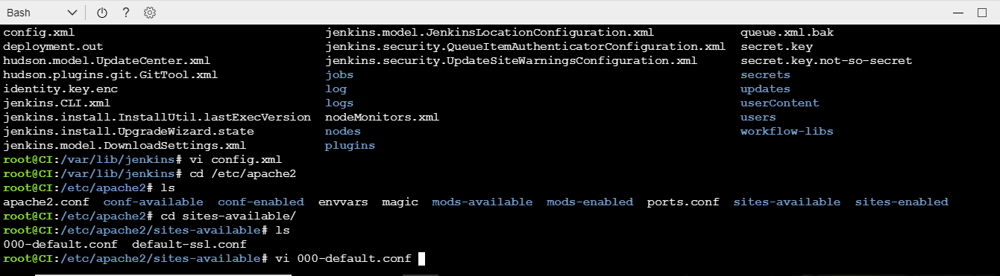 Bash ?
config.xml jenkins.model.JenkinsLocationConfiguration.xml queue.xml.bak
deployment.out jenkins.security.QueueItemAuthenticatorConfiguration.xml secret.key
hudson.model.UpdateCenter.xml jenkins.security.UpdateSiteWarningsConfiguration.xml secret.key.not-so-secret
hudson.plugins.git.GitTool.xml jobs secrets
identity.key.enc log updates
jenkins.CLI.xml logs userContent
jenkins.install.InstallUtil.lastExecVersion nodeMonitors.xml users
jenkins.install.UpgradeWizard.state nodes workflow-libs
jenkins.model.DownloadSettings.xml plugins
root@CI:/var/lib/jenkins# vi config.xml
root@CI:/var/lib/jenkins# cd /etc/apache2
root@CI:/etc/apache2# ls
apache2.conf conf-available conf-enabled envvars magic mods-available mods-enabled ports.conf sites-available sites-enabled
root@CI:/etc/apache2# cd sites-available/
root@CI:/etc/apache2/sites-available# ls
000-default.conf default-ssl.conf
root@CI:/etc/apache2/sites-available# vi 000-default.conf